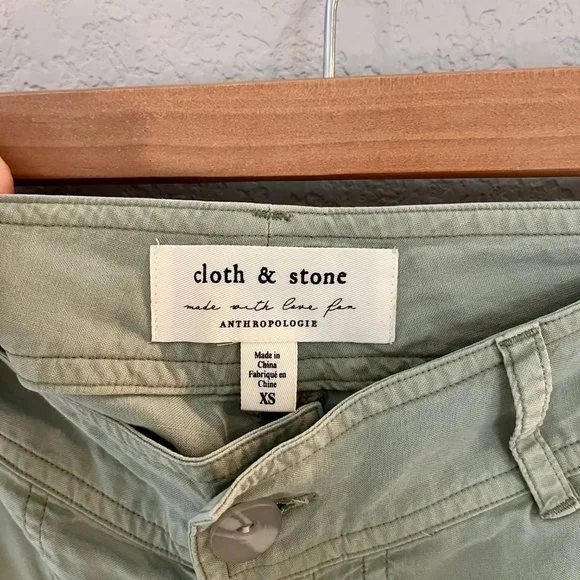 cloth & stone
made with love for
ANTHROPOLOGIE
Made in
China
Fabriqué en
Chine
XS